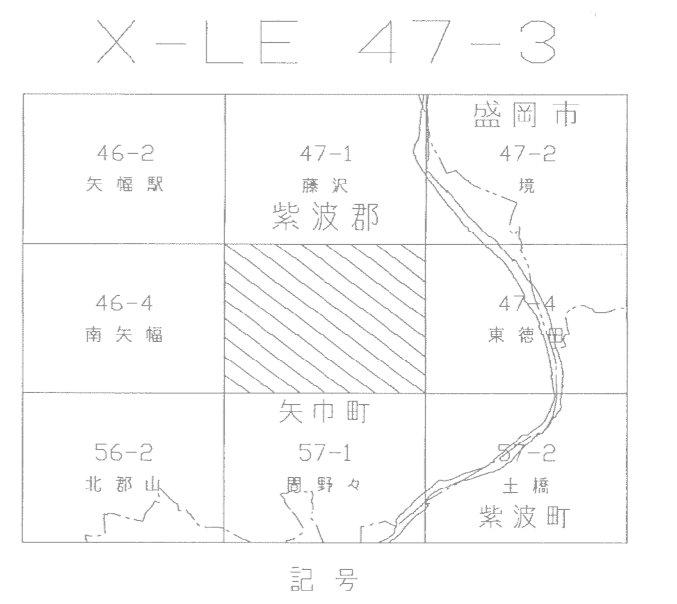 X-LE 47-3
盛岡市
46-2
矢幅駅
47-1
藤沢
47-2
境
紫波郡
46-4
南矢幅
47-4
東徳田
矢巾町
56-2
北郡山
57-1
間野々
57-2
土橋
紫波町
記号